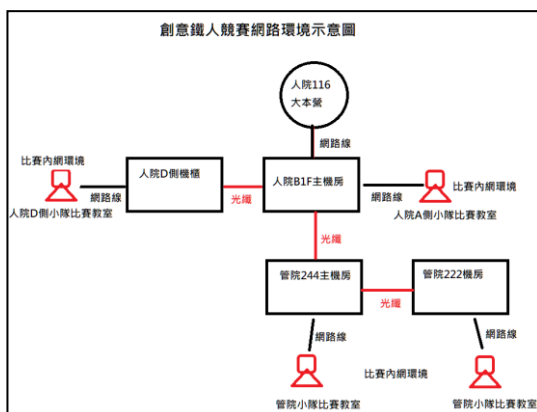 創意鐵人競賽網路環境示意圖
人院116
大本營
網路線
比賽內網環境
網路線
人院D側機櫃
光纖
人院B1F主機房
網路線
比賽內網環境
人院D側小隊比賽教室
人院A側小隊比賽教室
光纖
管院244主機房
光纖
管院222機房
網路線
網路線
比賽內網環境
管院小隊比賽教室
管院小隊比賽教室